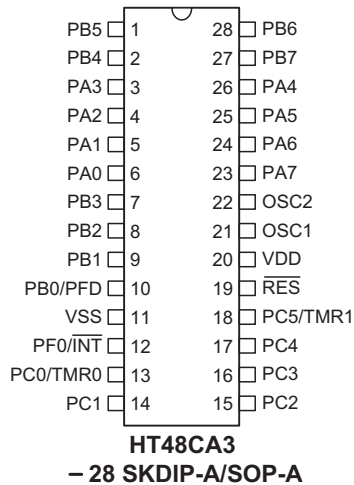 PB5 1 28 PB6
PB4 2 27 PB7
PA3 3 26 PA4
PA2 4 25 PA5
PA1 5 24 PA6
PA0 6 23 PA7
PB3 7 22 OSC2
PB2 8 21 OSC1
PB1 9 20 VDD
PB0/PFD 10 19 R̅E̅S̅
VSS 11 18 PC5/TMR1
PF0/I̅N̅T̅ 12 17 PC4
PC0/TMR0 13 16 PC3
PC1 14 15 PC2
HT48CA3
– 28 SKDIP-A/SOP-A